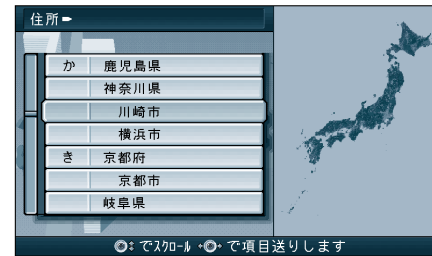 住所
か 鹿児島県
神奈川県
川崎市
横浜市
き 京都府
京都市
岐阜県
でスクロール で項目送りします